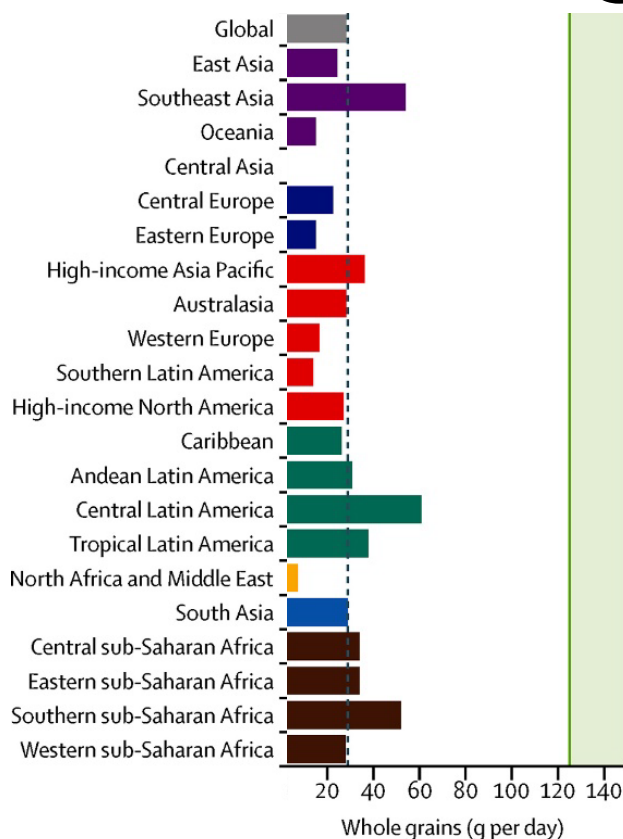 Global
East Asia
Southeast Asia
Oceania
Central Asia
Central Europe
Eastern Europe
High-income Asia Pacific
Australasia
Western Europe
Southern Latin America
High-income North America
Caribbean
Andean Latin America
Central Latin America
Tropical Latin America
North Africa and Middle East
South Asia
Central sub-Saharan Africa
Eastern sub-Saharan Africa
Southern sub-Saharan Africa
Western sub-Saharan Africa
20 40 60 80 100 120 140
Whole grains (g per day)